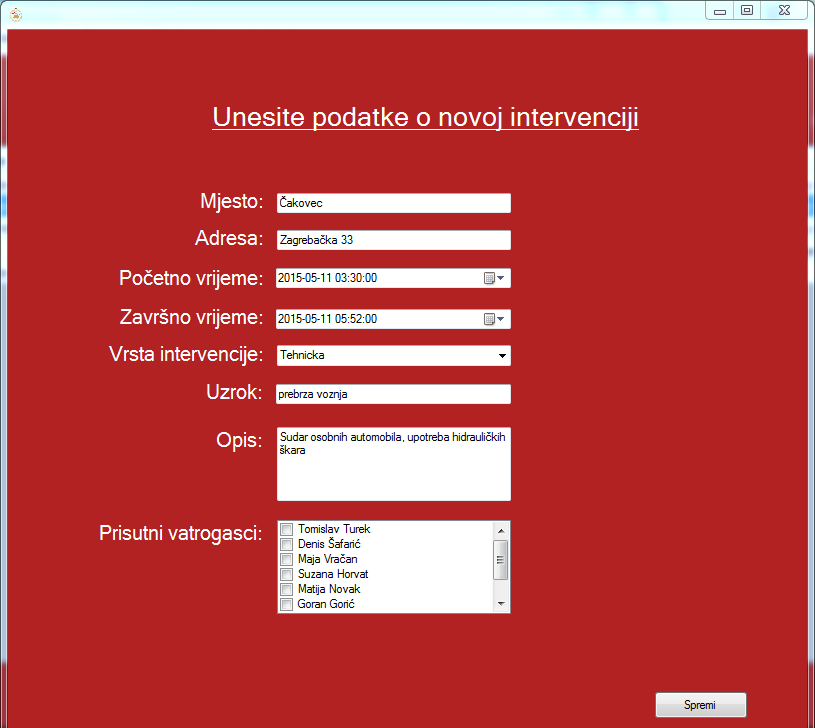 Unesite podatke o novoj intervenciji
Mjesto: Čakovec
Adresa: Zagrebačka 33
Početno vrijeme: 2015-05-11 03:30:00
Završno vrijeme: 2015-05-11 05:52:00
Vrsta intervencije: Tehnicka
Uzrok: prebrza voznja
Opis: Sudar osobnih automobila, upotreba hidrauličkih
škara
Prisutni vatrogasci: Tomislav Turek
Denis Šafarić
Maja Vračan
Suzana Horvat
Matija Novak
Goran Gorić
Spremi